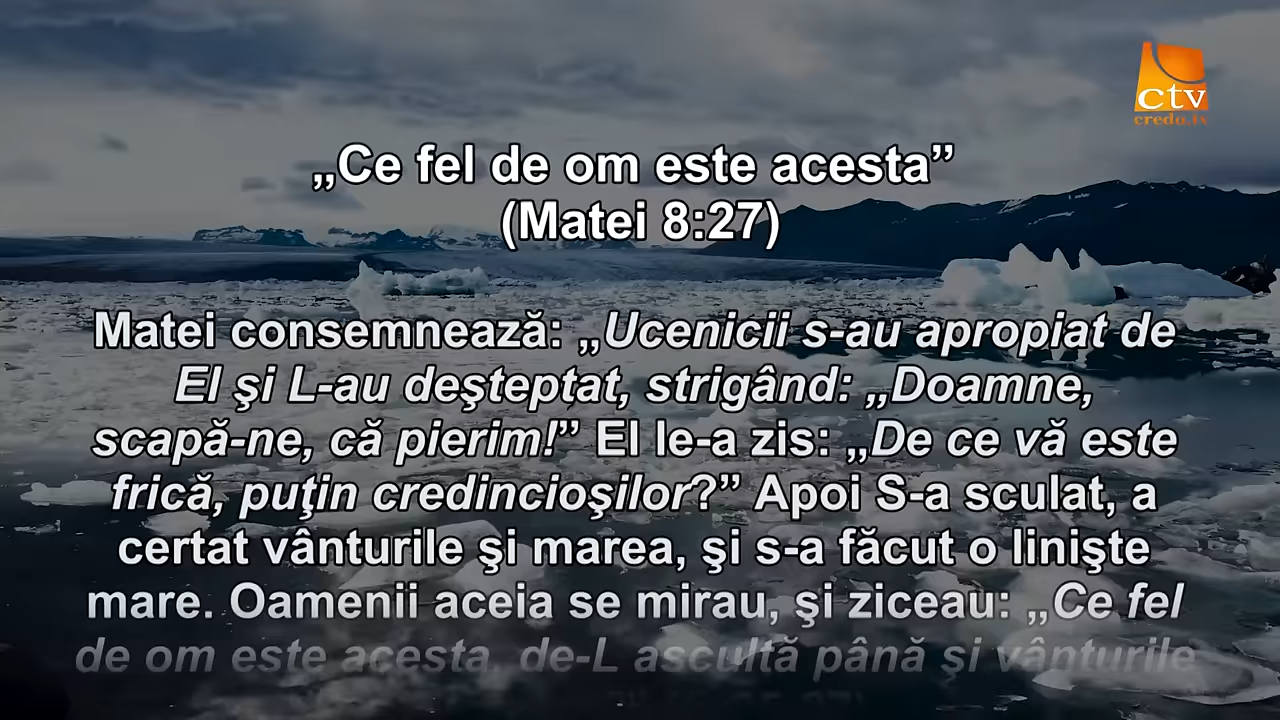 ctv
credo.tv
„Ce fel de om este acesta”
(Matei 8:27)
Matei consemnează: „Ucenicii s-au apropiat de
El şi L-au deşteptat, strigând: „Doamne,
scapă-ne, că pierim!” El le-a zis: „De ce vă este
frică, puţin credincioşilor?” Apoi S-a sculat, a
certat vânturile şi marea, şi s-a făcut o linişte
mare. Oamenii aceia se mirau, şi ziceau: „Ce fel
de om este acesta, de-L ascultă până şi vânturile